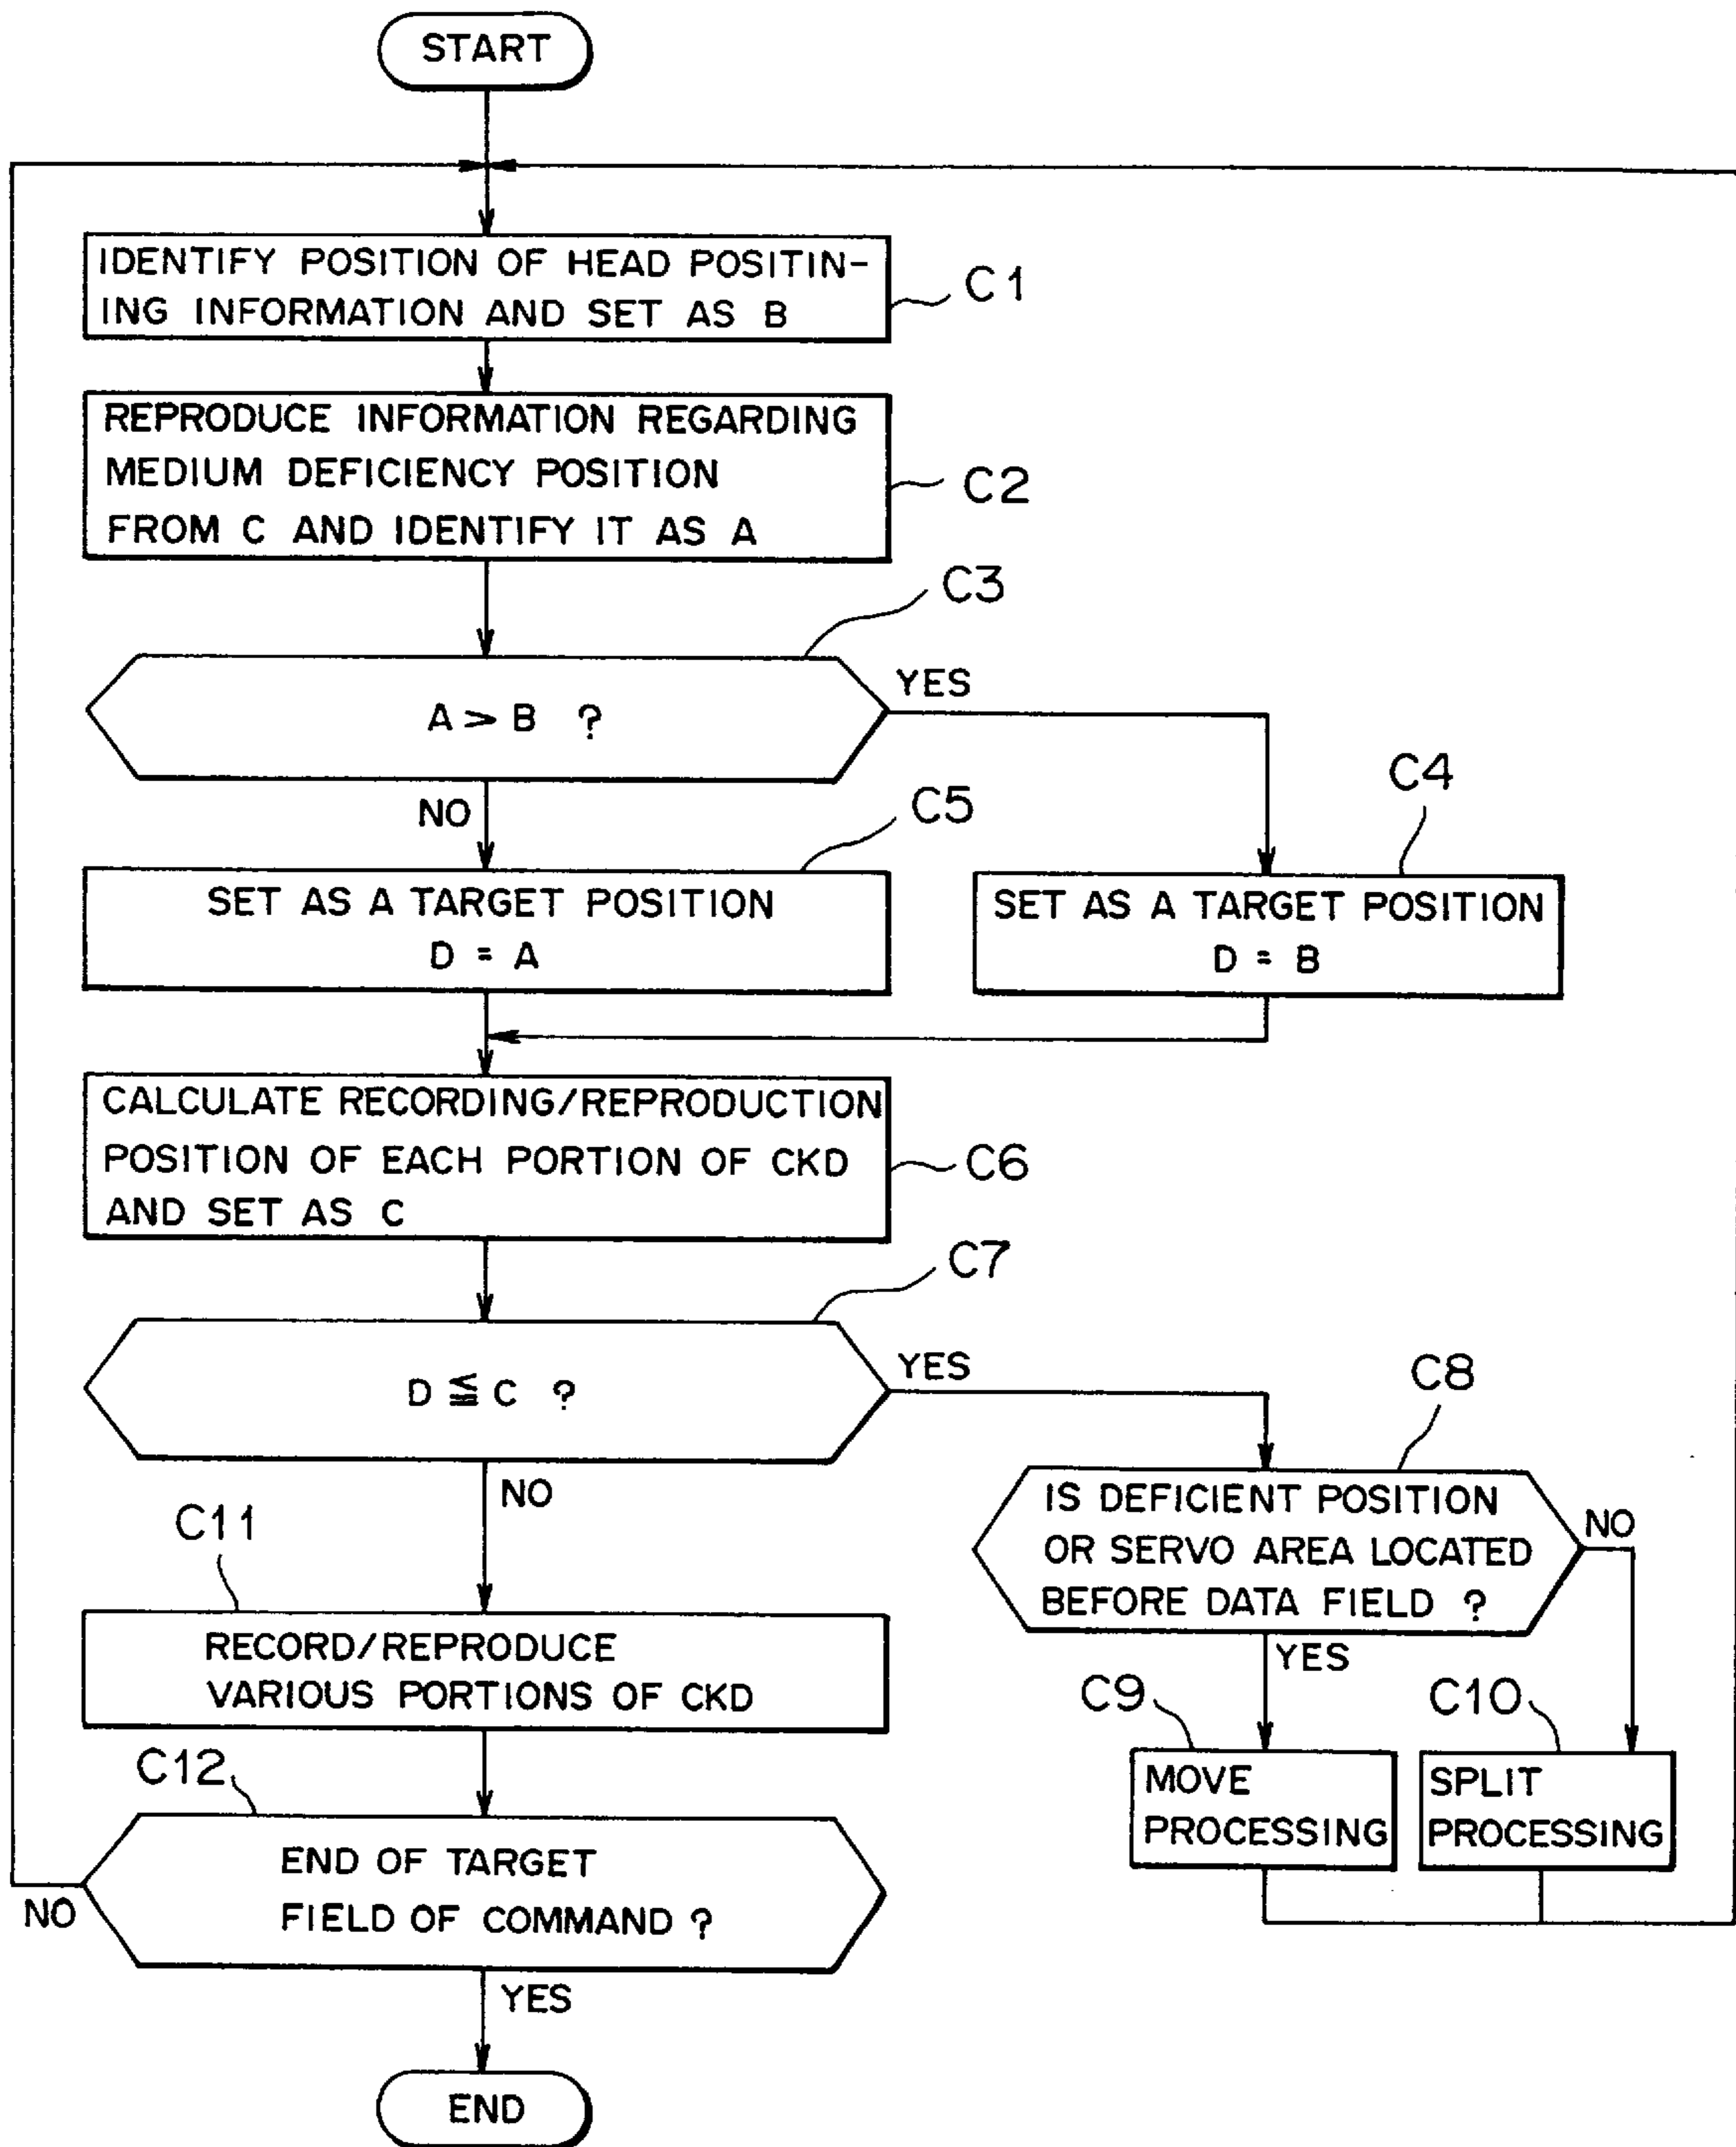 START
IDENTIFY POSITION OF HEAD POSITIN-
ING INFORMATION AND SET AS B
C1
REPRODUCE INFORMATION REGARDING
MEDIUM DEFICIENCY POSITION
FROM C AND IDENTIFY IT AS A
C2
C3
A > B ?
YES
NO
C5
C4
SET AS A TARGET POSITION
D = A
SET AS A TARGET POSITION
D = B
CALCULATE RECORDING/REPRODUCTION
POSITION OF EACH PORTION OF CKD
AND SET AS C
C6
C7
D ≦ C ?
YES
NO
C8
IS DEFICIENT POSITION
OR SERVO AREA LOCATED
BEFORE DATA FIELD ?
NO
YES
C9
MOVE
PROCESSING
C10
SPLIT
PROCESSING
C11
RECORD/REPRODUCE
VARIOUS PORTIONS OF CKD
C12
END OF TARGET
FIELD OF COMMAND ?
NO
YES
END